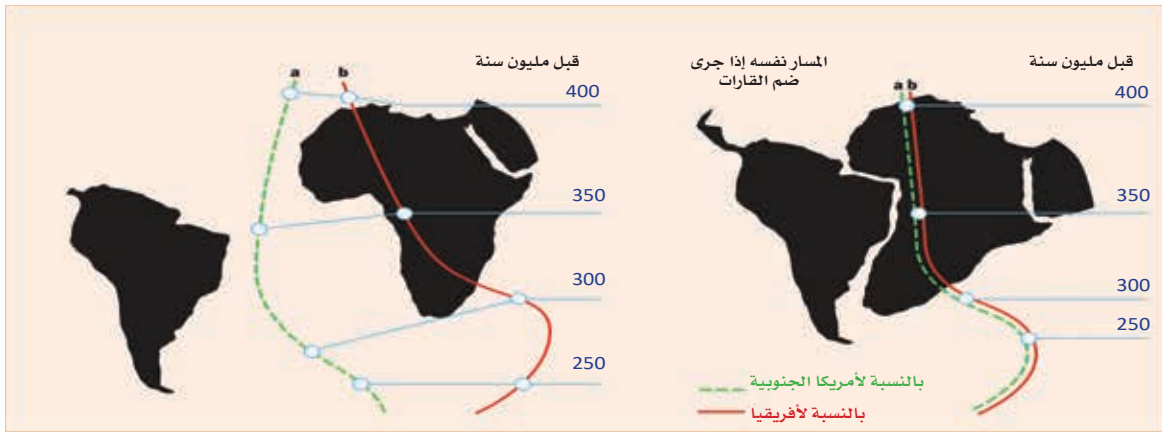 قبل مليون سنة
المسار نفسه إذا جرى
ضم القارات
قبل مليون سنة
a
b
400
350
300
250
a b
400
350
300
250
بالنسبة لأمريكا الجنوبية
بالنسبة لأفريقيا